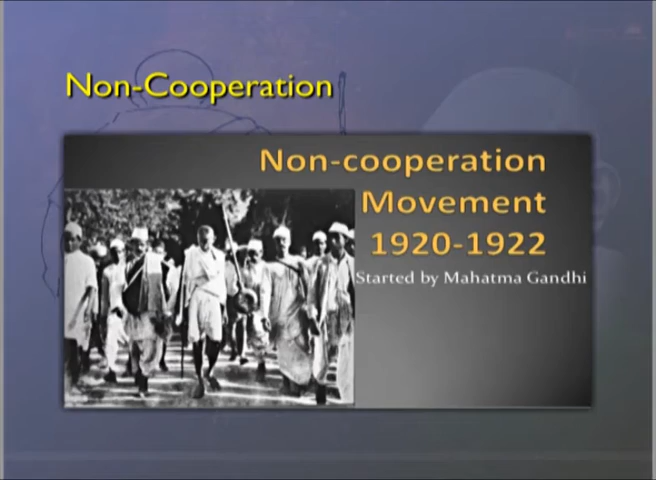 Non-Cooperation
Non-cooperation
Movement
1920-1922
Started by Mahatma Gandhi